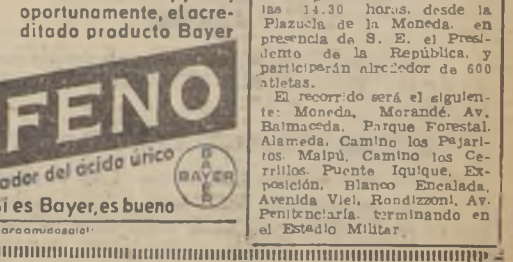 oportunamente, el acre-
ditado producto Bayer
FENO
ador del ácido úrico
BAYER
BAYER
i es Bayer, es bueno
las 14.30 horas. desde la
Plazuela de la Moneda, en
presencia de S. E. el Presi-
dento de la República, y
participarán alrededor de 600
atletas.
El recorrido será el siguien-
te: Moneda, Morandé, Av.
Balmaceda, Parque Forestal,
Alameda, Camino los Pajari-
tos, Maipú, Camino los Ce-
rrillos, Puente Iquique, Ex-
posición, Blanco Encalada,
Avenida Viel, Rondizzoni, Av.
Penitenciaría, terminando en
el Estadio Militar